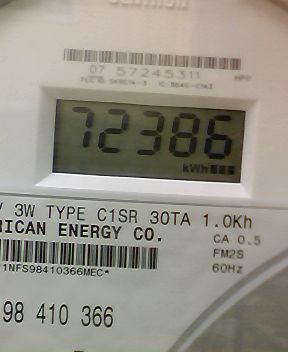 07 57245311
72386
kWh
V 3W TYPE C1SR 30TA 1.0Kh
RICAN ENERGY CO.
CA 0.5
FM2S
60Hz
1NFS98410366MEC*
98 410 366